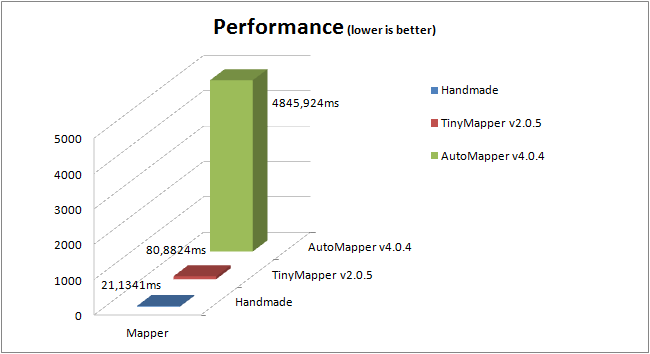 Performance (lower is better)
4845,924ms
Handmade
TinyMapper v2.0.5
AutoMapper v4.0.4
5000
4000
3000
2000
1000
0
80,8824ms
21,1341ms
AutoMapper v4.0.4
TinyMapper v2.0.5
Handmade
Mapper